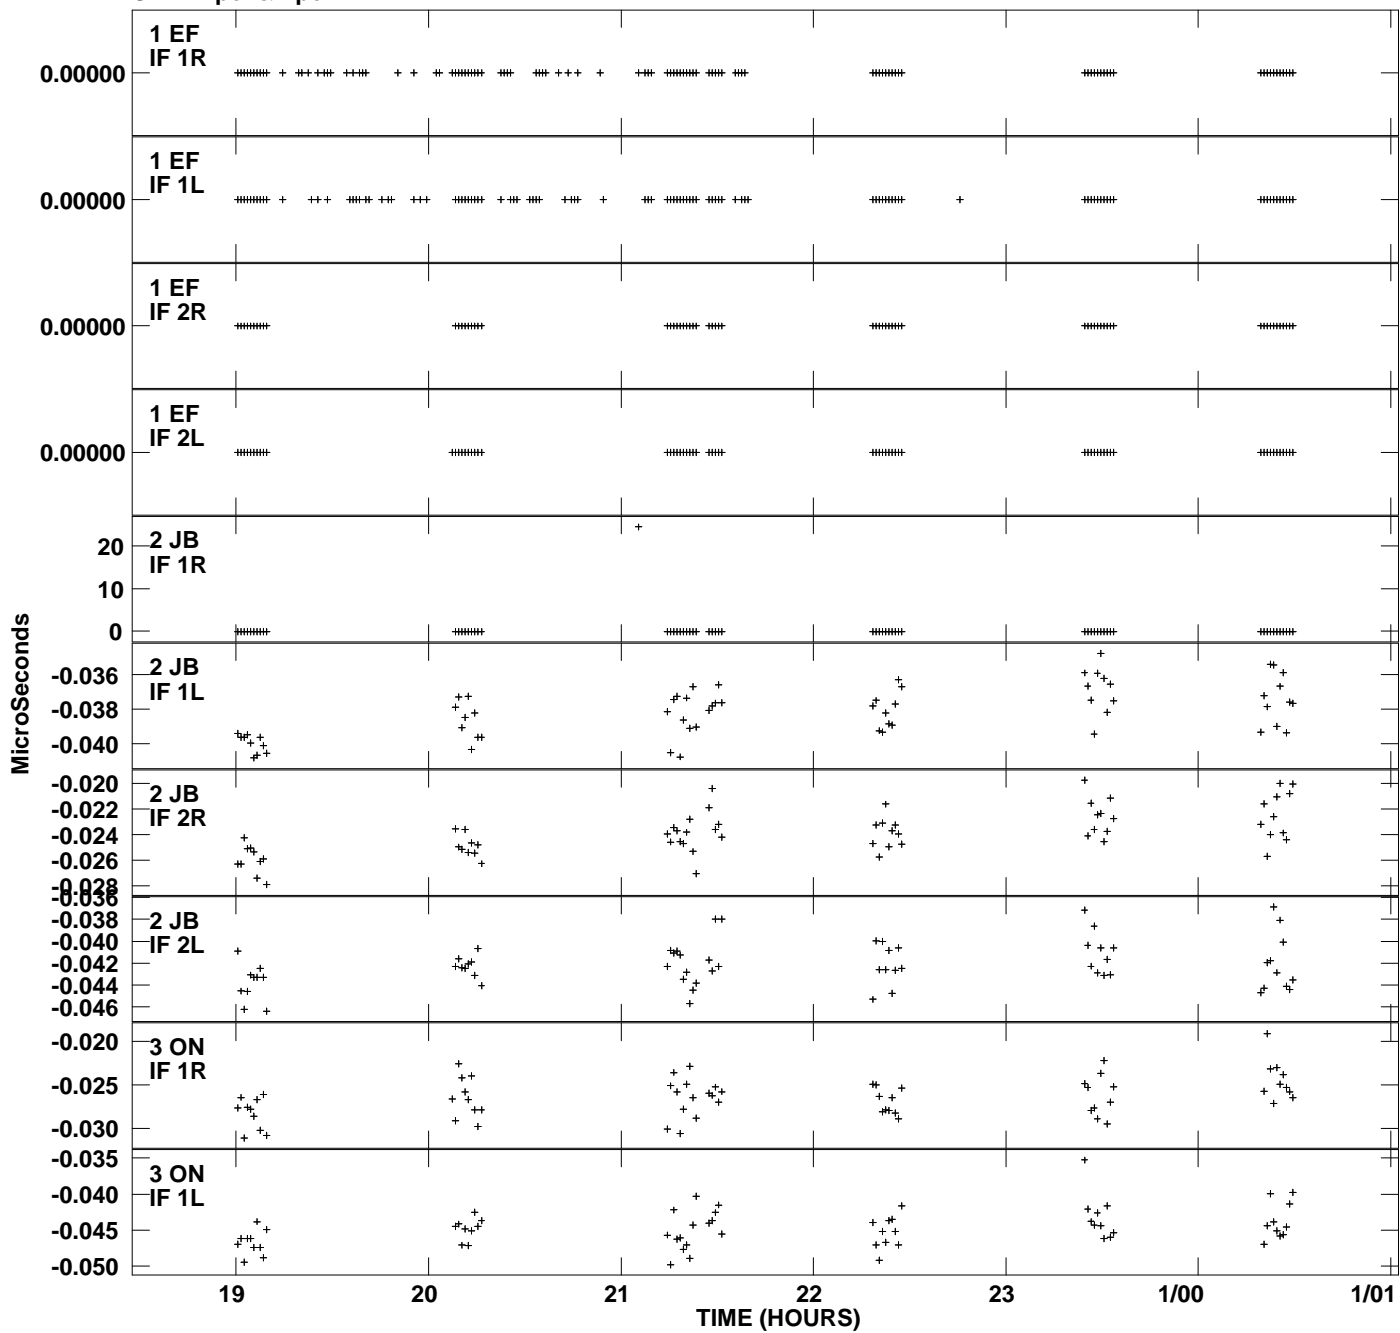 1 EF
IF 1R
0.00000
1 EF
IF 1L
0.00000
1 EF
IF 2R
0.00000
1 EF
IF 2L
0.00000
2 JB
IF 1R
20
10
0
2 JB
IF 1L
-0.036
-0.038
-0.040
2 JB
IF 2R
-0.020
-0.022
-0.024
-0.026
-0.028
2 JB
IF 2L
-0.036
-0.038
-0.040
-0.042
-0.044
-0.046
3 ON
IF 1R
-0.020
-0.025
-0.030
3 ON
IF 1L
-0.035
-0.040
-0.045
-0.050
MicroSeconds
19 20 21 22 23 1/00 1/01
TIME (HOURS)